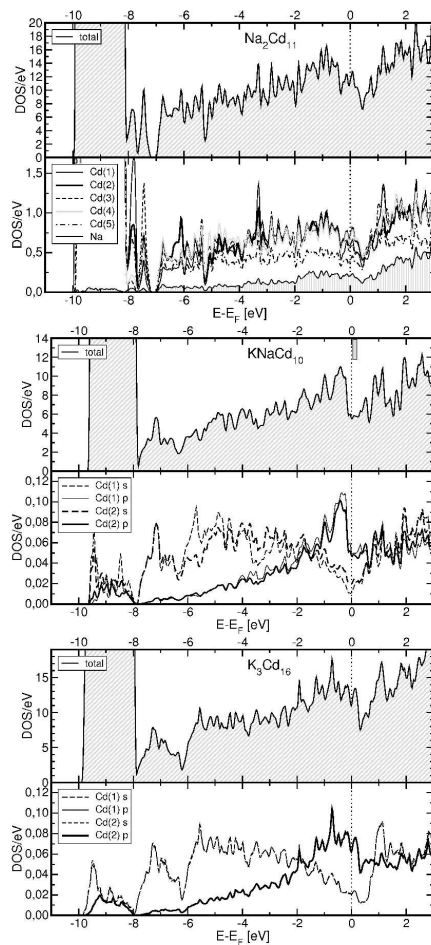 -10 -8 -6 -4 -2 0 2
20
18
16
14
12
10
8
6
4
2
0
DOS/eV
total
Na₂Cd₁₁
1,5
1,0
0,5
0,0
DOS/eV
Cd(1)
Cd(2)
Cd(3)
Cd(4)
Cd(5)
Na
-10 -8 -6 -4 -2 0 2
E-E_F [eV]
-10 -8 -6 -4 -2 0 2
14
12
10
8
6
4
2
0
DOS/eV
total
KNaCd₁₀
0,12
0,10
0,08
0,06
0,04
0,02
0,00
DOS/eV
Cd(1) s
Cd(1) p
Cd(2) s
Cd(2) p
-10 -8 -6 -4 -2 0 2
E-E_F [eV]
-10 -8 -6 -4 -2 0 2
15
10
5
0
DOS/eV
total
K₃Cd₁₆
0,12
0,10
0,08
0,06
0,04
0,02
0,00
DOS/eV
Cd(1) s
Cd(1) p
Cd(2) s
Cd(2) p
-10 -8 -6 -4 -2 0 2
E-E_F [eV]